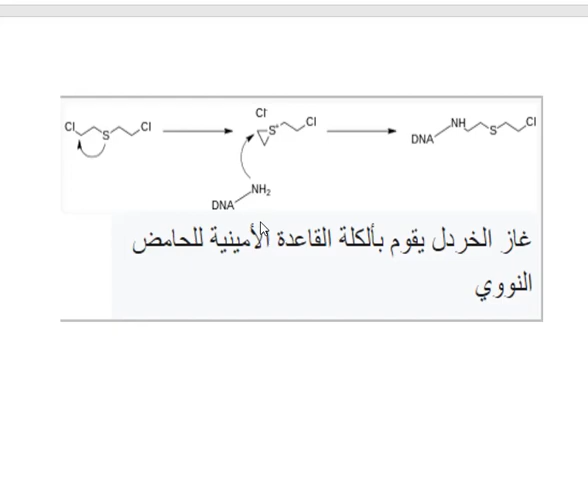 Cl S Cl
Cl⁻
S⁺ Cl
NH S Cl
DNA
NH₂
DNA
غاز الخردل يقوم بألكلة القاعدة الأمينية للحامض
النووي